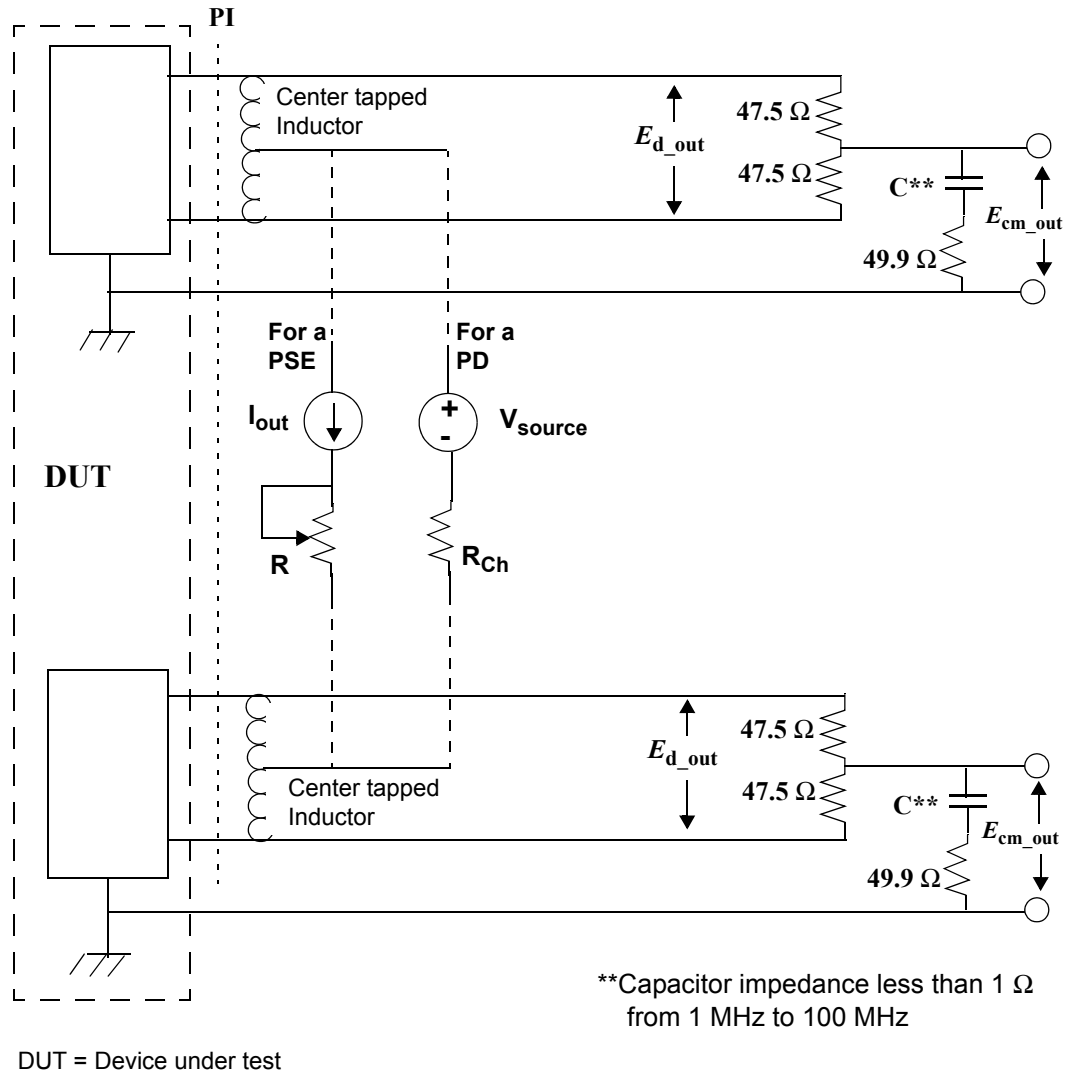 PI
Center tapped
Inductor
E_d_out
47.5 Ω
47.5 Ω
C**
49.9 Ω
E_cm_out
For a
PSE
For a
PD
I_out
+
-
V_source
DUT
R
R_Ch
E_d_out
47.5 Ω
47.5 Ω
Center tapped
Inductor
C**
49.9 Ω
E_cm_out
**Capacitor impedance less than 1 Ω
from 1 MHz to 100 MHz
DUT = Device under test